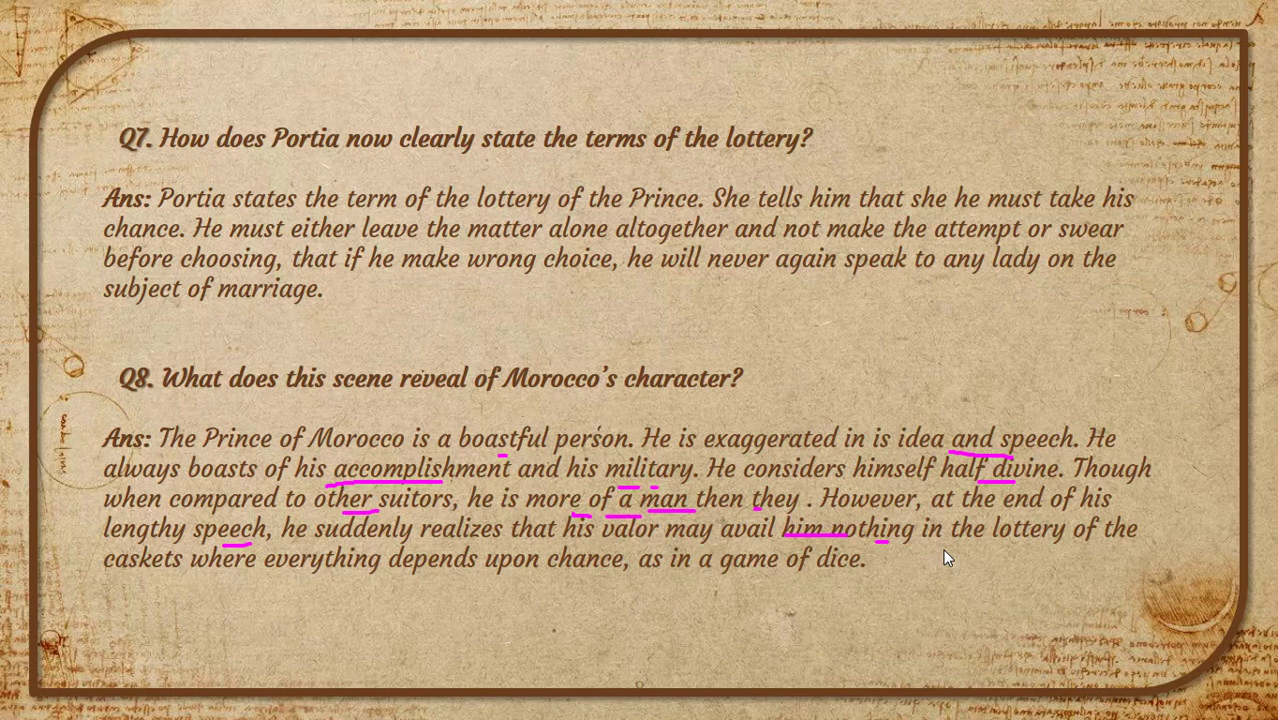 Q7. How does Portia now clearly state the terms of the lottery?
Ans: Portia states the term of the lottery of the Prince. She tells him that she he must take his
chance. He must either leave the matter alone altogether and not make the attempt or swear
before choosing, that if he make wrong choice, he will never again speak to any lady on the
subject of marriage.
Q8. What does this scene reveal of Morocco's character?
Ans: The Prince of Morocco is a boastful person. He is exaggerated in is idea and speech. He
always boasts of his accomplishment and his military. He considers himself half divine. Though
when compared to other suitors, he is more of a man then they . However, at the end of his
lengthy speech, he suddenly realizes that his valor may avail him nothing in the lottery of the
caskets where everything depends upon chance, as in a game of dice.